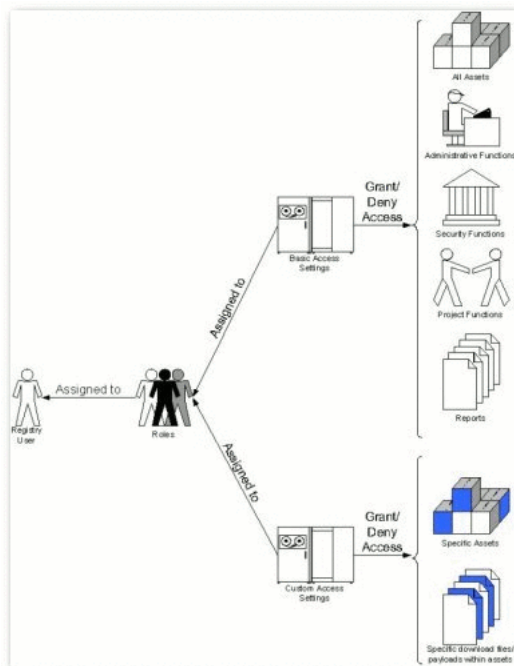 All Assets
Administrative Functions
Grant/
Deny
Access
Security Functions
Basic Access
Settings
Assigned to
Project Functions
Assigned to
Reports
Registry
User
Roles
Assigned to
Grant/
Deny
Access
Specific Assets
Custom Access
Settings
Specific download files/
payloads within assets